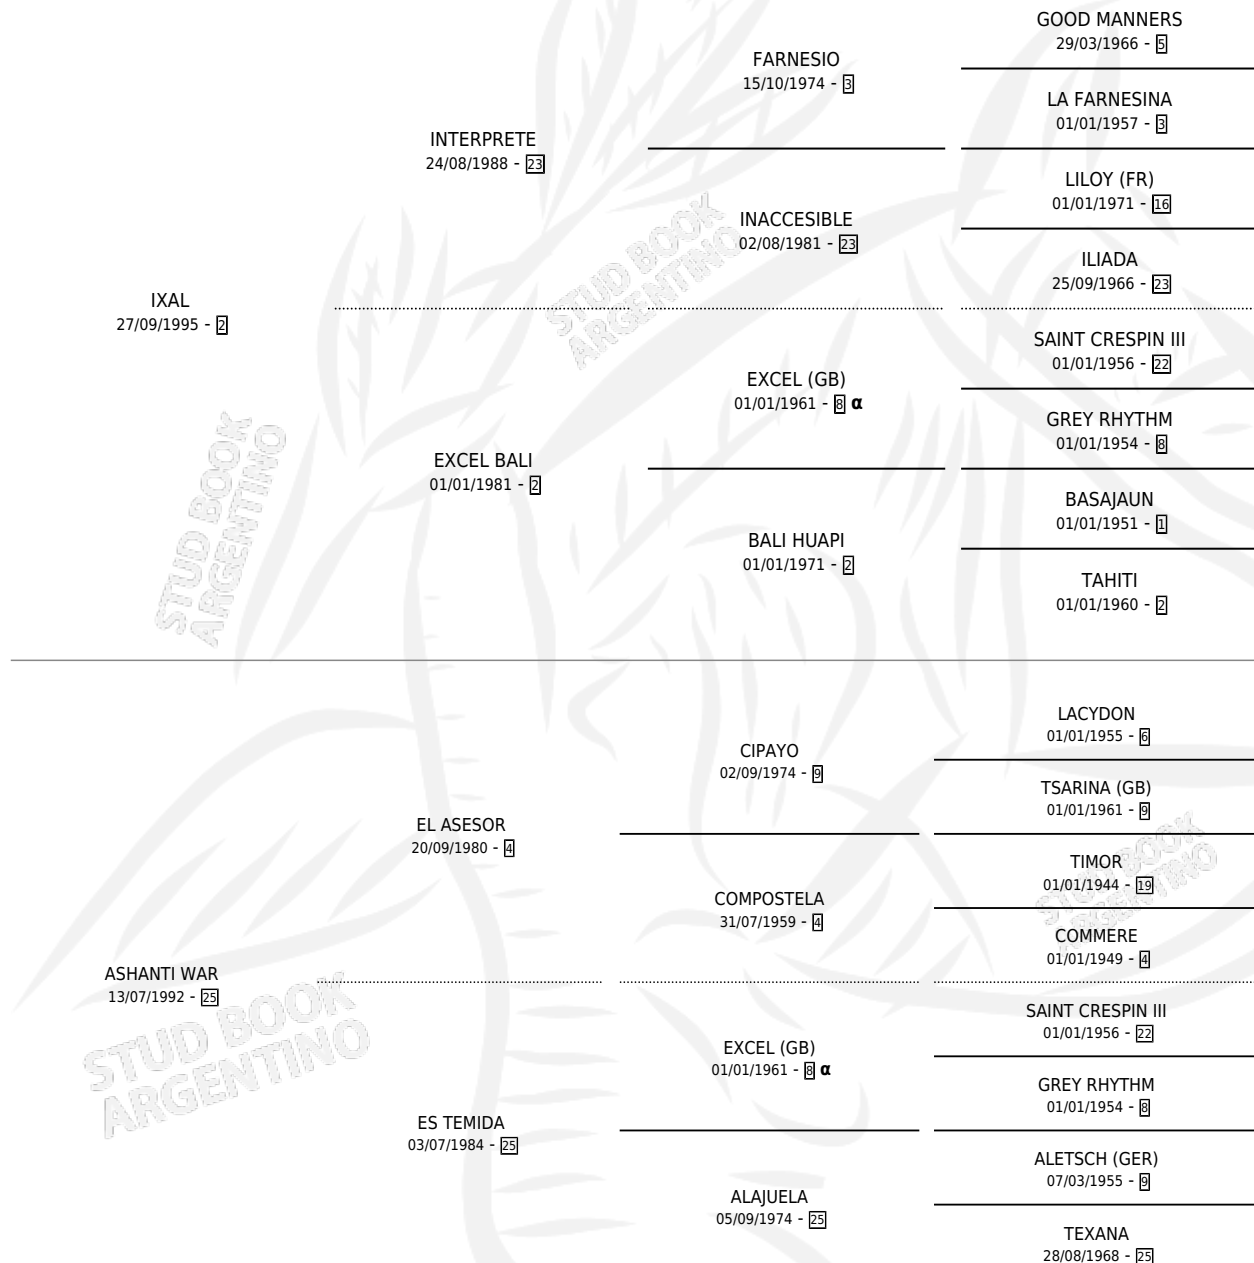 GOOD MANNERS
29/03/1966 - 5
FARNESIO
15/10/1974 - 3
LA FARNESINA
01/01/1957 - 3
INTERPRETE
24/08/1988 - 23
LILOY (FR)
01/01/1971 - 16
INACCESIBLE
02/08/1981 - 23
ILIADA
25/09/1966 - 23
IXAL
27/09/1995 - 2
SAINT CRESPIN III
01/01/1956 - 22
EXCEL (GB)
01/01/1961 - 8 α
GREY RHYTHM
01/01/1954 - 8
EXCEL BALI
01/01/1981 - 2
BASAJAUN
01/01/1951 - 1
BALI HUAPI
01/01/1971 - 2
TAHITI
01/01/1960 - 2
LACYDON
01/01/1955 - 6
CIPAYO
02/09/1974 - 9
TSARINA (GB)
01/01/1961 - 9
EL ASESOR
20/09/1980 - 4
TIMOR
01/01/1944 - 19
COMPOSTELA
31/07/1959 - 4
COMMERE
01/01/1949 - 4
ASHANTI WAR
13/07/1992 - 25
SAINT CRESPIN III
01/01/1956 - 22
EXCEL (GB)
01/01/1961 - 8 α
GREY RHYTHM
01/01/1954 - 8
ES TEMIDA
03/07/1984 - 25
ALETSCH (GER)
07/03/1955 - 9
ALAJUELA
05/09/1974 - 25
TEXANA
28/08/1968 - 25
STUD BOOK
ARGENTINO
STUD BOOK
ARGENTINO
STUD BOOK
ARGENTINO
STUD BOOK
ARGENTINO